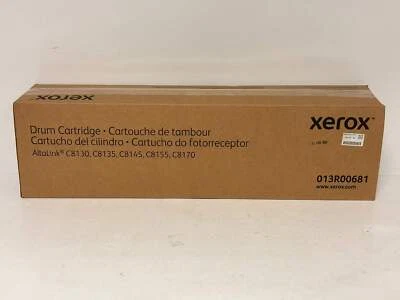 xerox
Drum Cartridge • Cartouche de tambour
Cartucho del cilindro • Cartucho do fotorreceptor
AltaLink® C8130, C8135, C8145, C8155, C8170
xerox™
013R00681
www.xerox.com